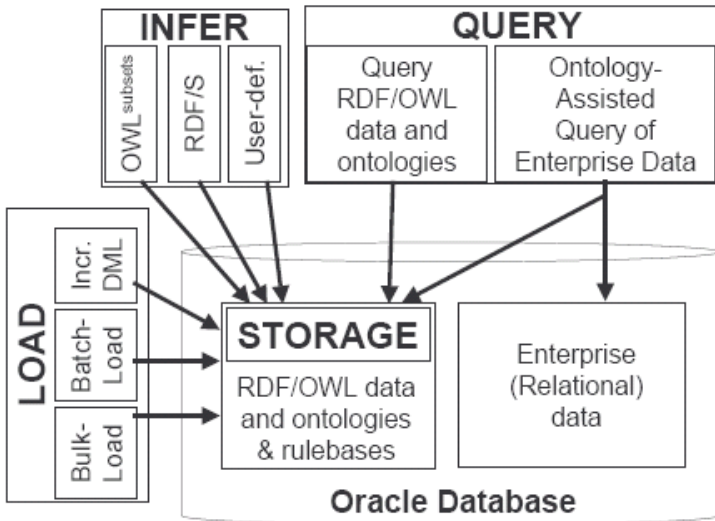 INFER
OWL subsets
RDF/S
User-def.
QUERY
Query
RDF/OWL
data and
ontologies
Ontology-
Assisted
Query of
Enterprise Data
LOAD
Incr.
DML
Batch-
Load
Bulk-
Load
STORAGE
RDF/OWL data
and ontologies
& rulebases
Enterprise
(Relational)
data
Oracle Database